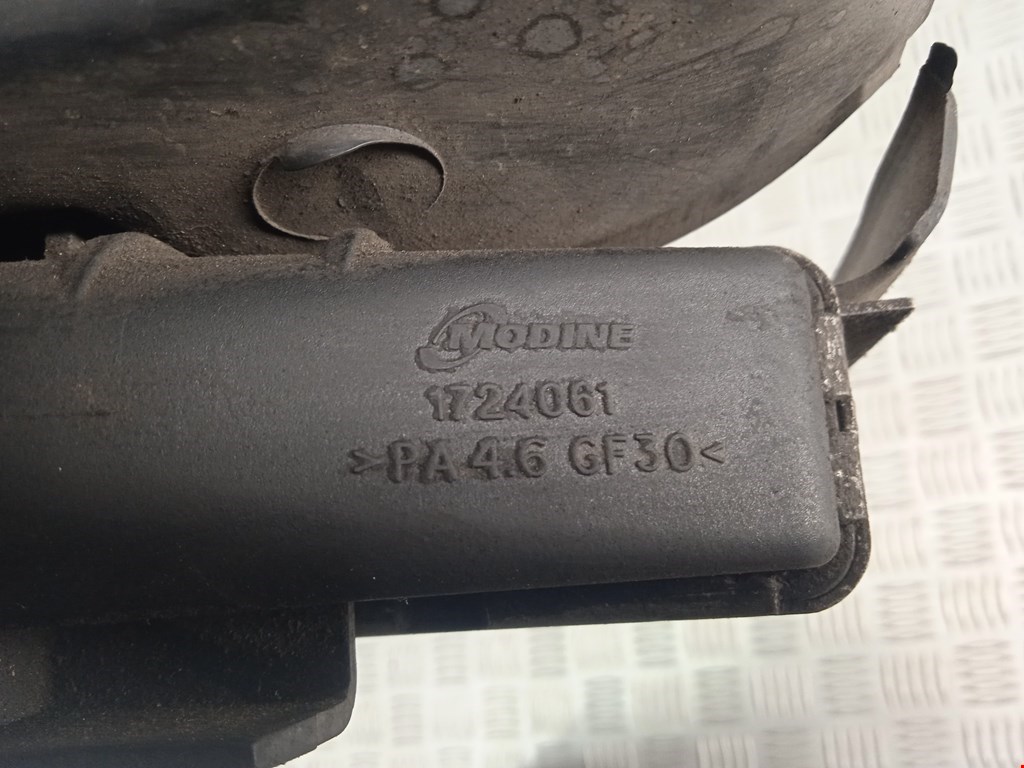 MODINE
1724061
>PA 4.6 GF30<